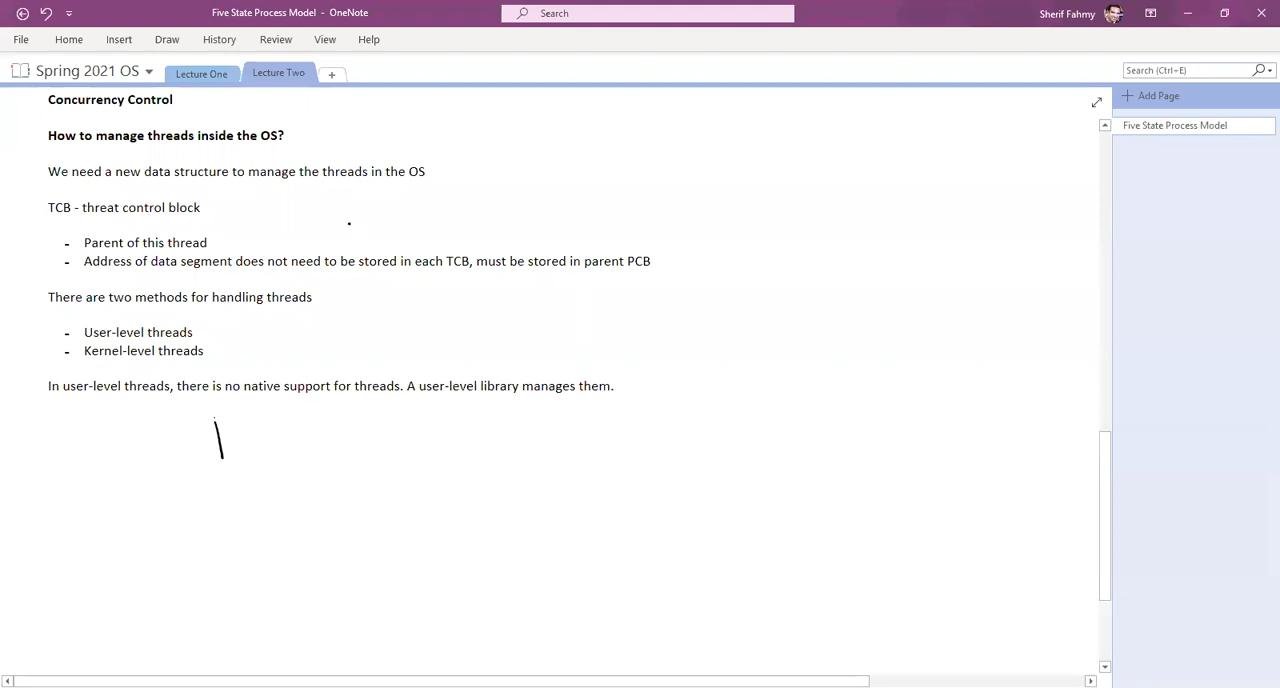 Five State Process Model - OneNote
Search
Sherif Fahmy
File Home Insert Draw History Review View Help
Spring 2021 OS
Lecture One
Lecture Two
+
Search (Ctrl+E)
Add Page
Five State Process Model
Concurrency Control
How to manage threads inside the OS?
We need a new data structure to manage the threads in the OS
TCB - threat control block
- Parent of this thread
- Address of data segment does not need to be stored in each TCB, must be stored in parent PCB
There are two methods for handling threads
- User-level threads
- Kernel-level threads
In user-level threads, there is no native support for threads. A user-level library manages them.